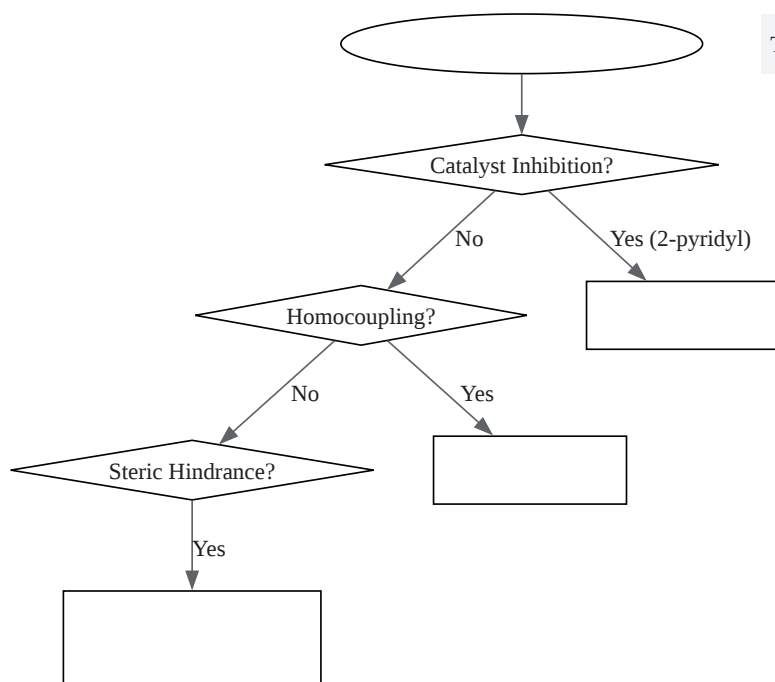 Catalyst Inhibition?
No
Yes (2-pyridyl)
Homocoupling?
No
Yes
Steric Hindrance?
Yes